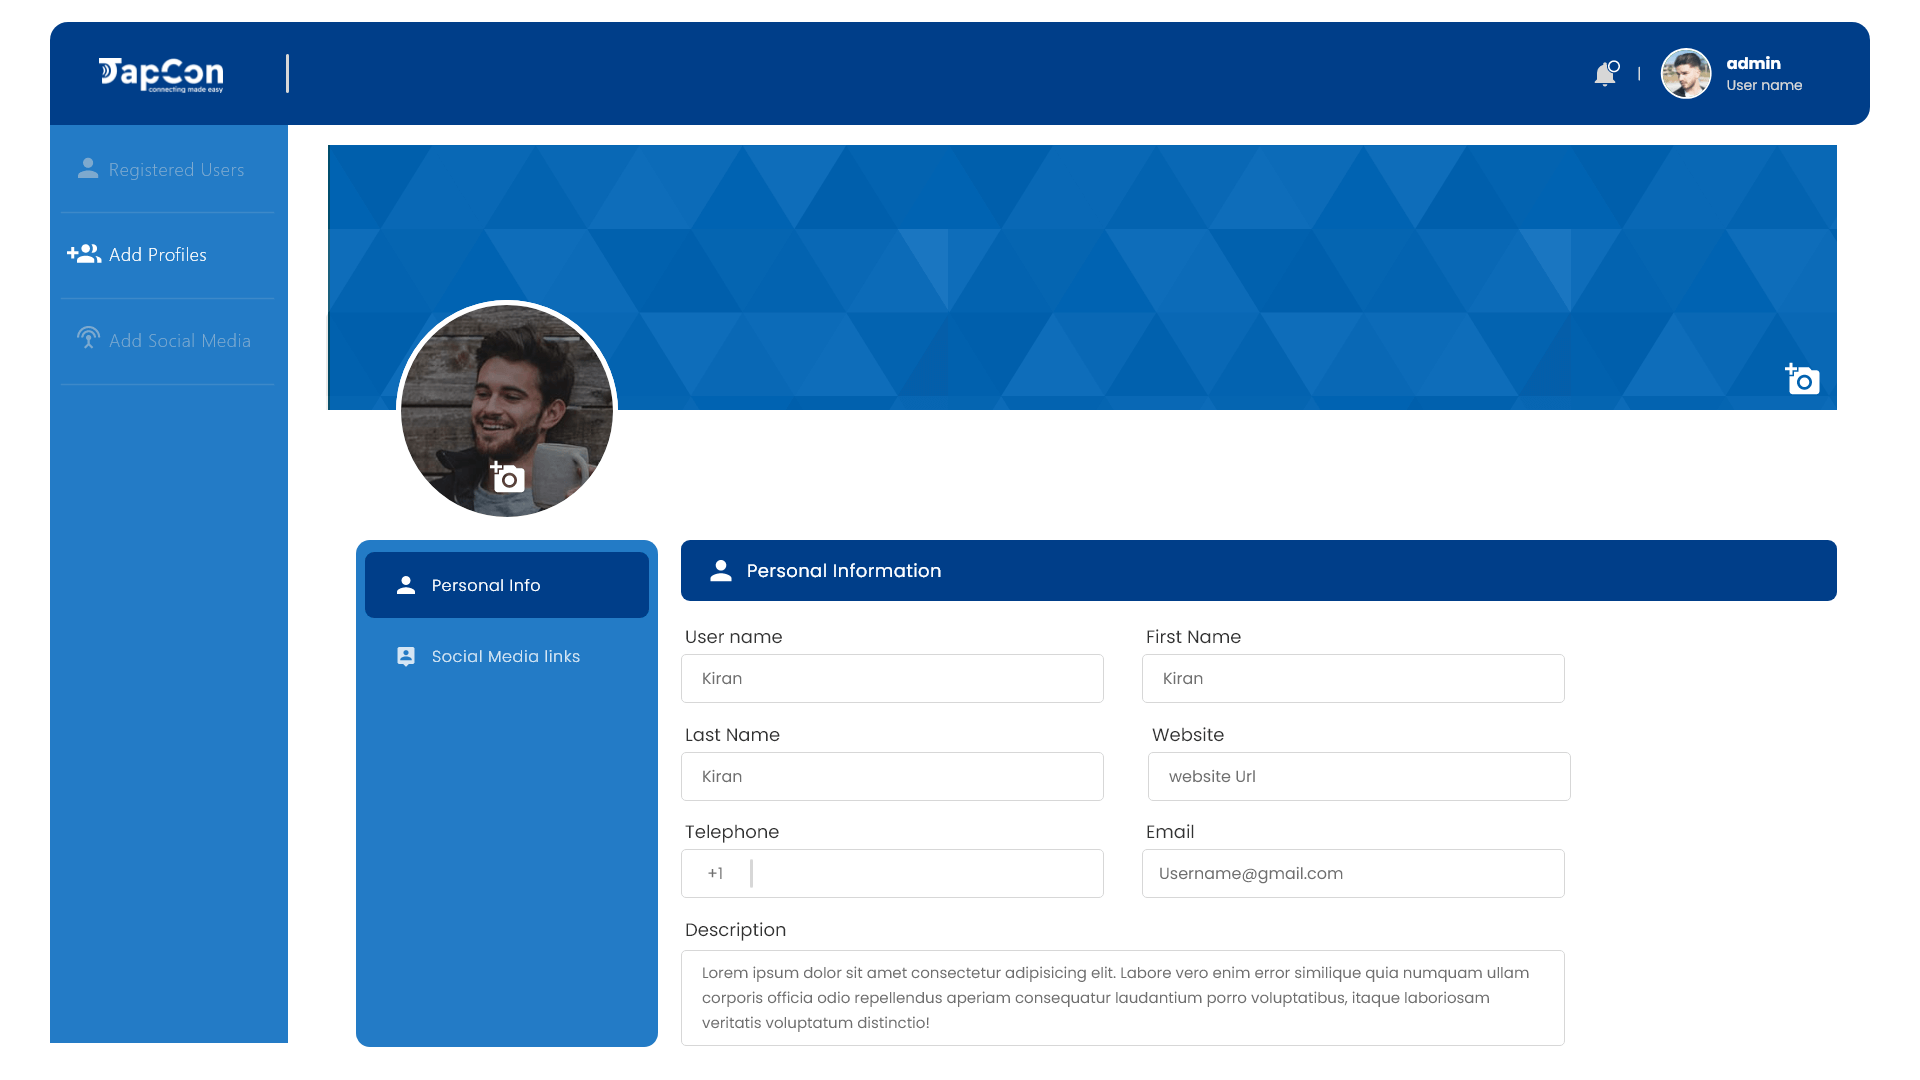 TapCon
connecting made easy
admin
User name
Registered Users
Add Profiles
Add Social Media
Personal Info
Social Media links
Personal Information
User name
First Name
Kiran
Kiran
Last Name
Website
Kiran
website Url
Telephone
Email
+1
Username@gmail.com
Description
Lorem ipsum dolor sit amet consectetur adipisicing elit. Labore vero enim error similique quia numquam ullam
corporis officia odio repellendus aperiam consequatur laudantium porro voluptatibus, itaque laboriosam
veritatis voluptatum distinctio!